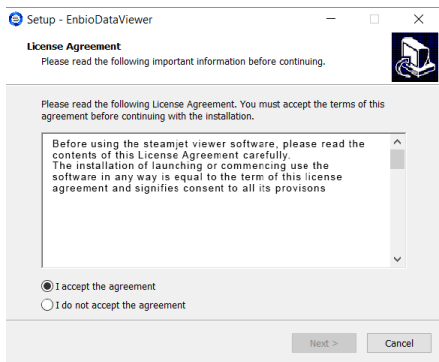 Setup - EnbioDataViewer
License Agreement
Please read the following important information before continuing.
Please read the following License Agreement. You must accept the terms of this
agreement before continuing with the installation.
Before using the steamjet viewer software, please read the
contents of this License Agreement carefully.
The installation of launching or commencing use the
software in any way is equal to the term of this license
agreement and signifies consent to all its provisons
I accept the agreement
I do not accept the agreement
Next >
Cancel